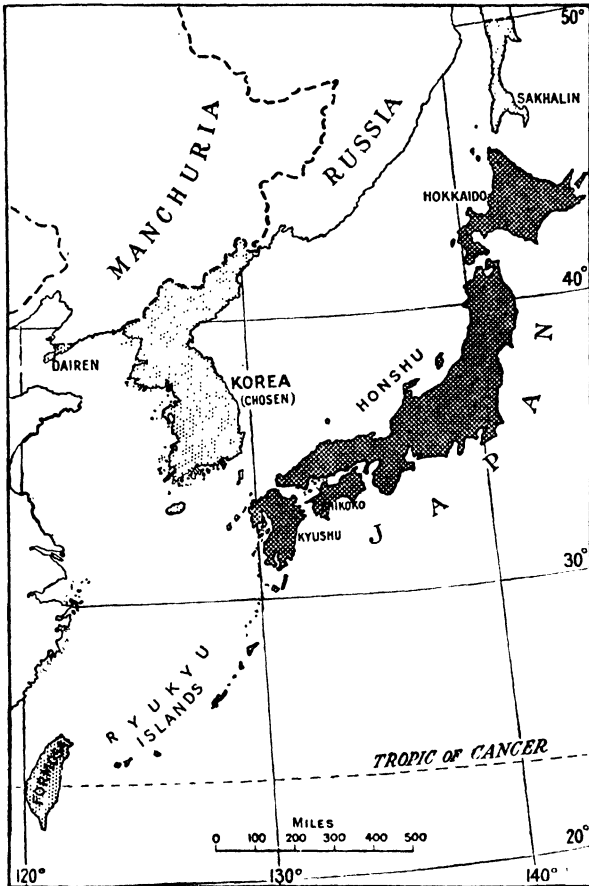 50°
SAKHALIN
RUSSIA
MANCHURIA
HOKKAIDO
40°
DAIREN
KOREA
(CHOSEN)
HONSHU
JAPAN
KYUSHU
30°
RYUKYU
ISLANDS
FORMOSA
TROPIC OF CANCER
MILES
0 100 200 300 400 500
20°
120°
130°
140°